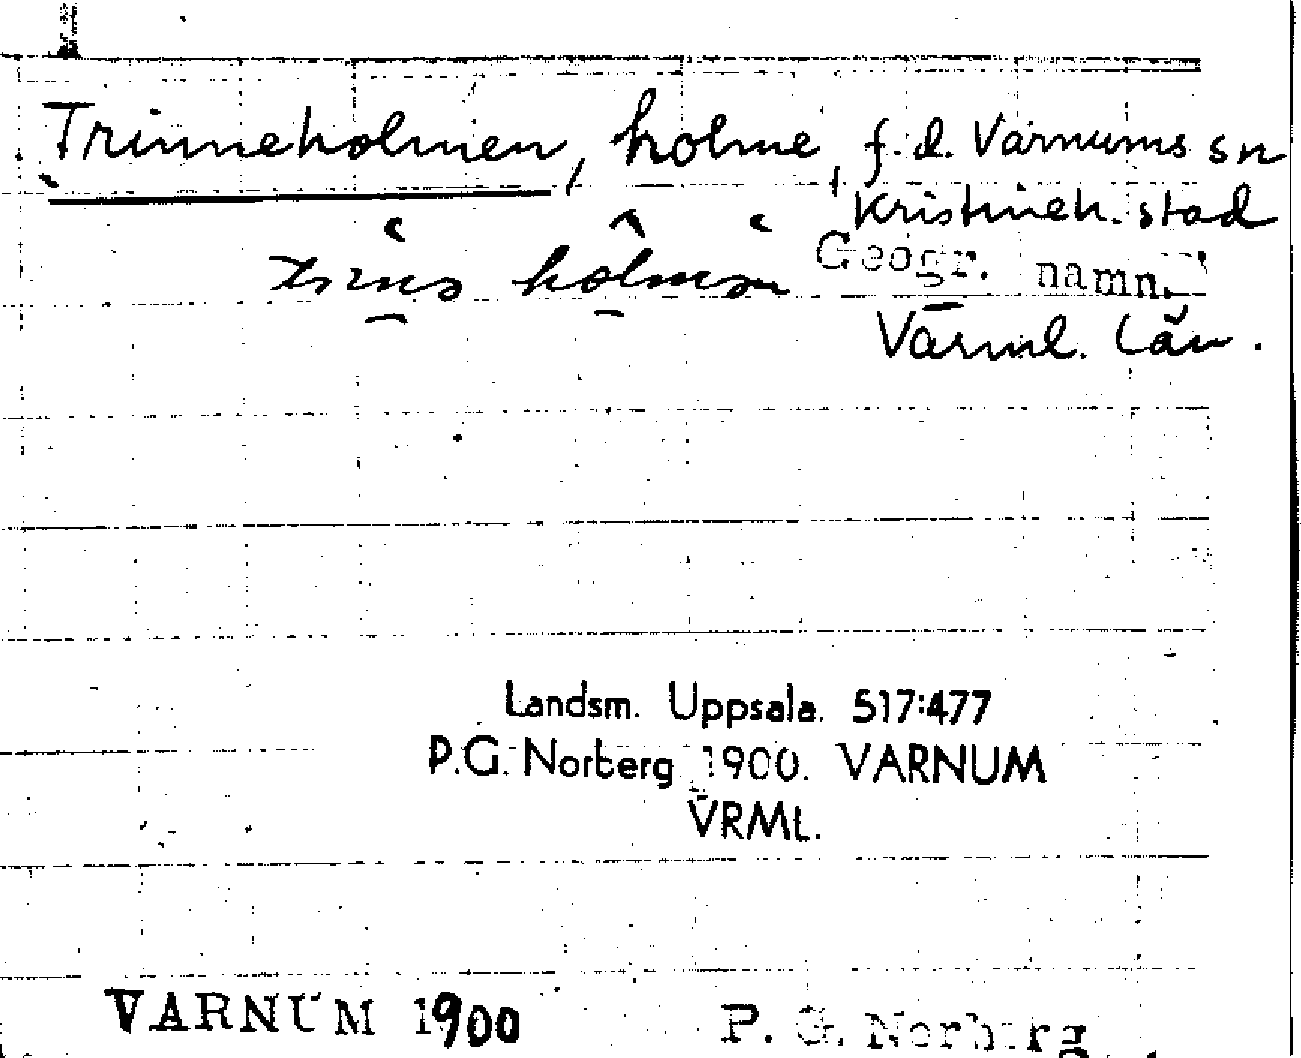 Trinneholmen, holme, f.d. Varnums sn
Kristineh. stad
Geogr. namn.
Värml. län.
Landsm. Uppsala. 517:477
P.G. Norberg 1900. VARNUM
VRML.
VARNUM 1900 P. G. Norberg